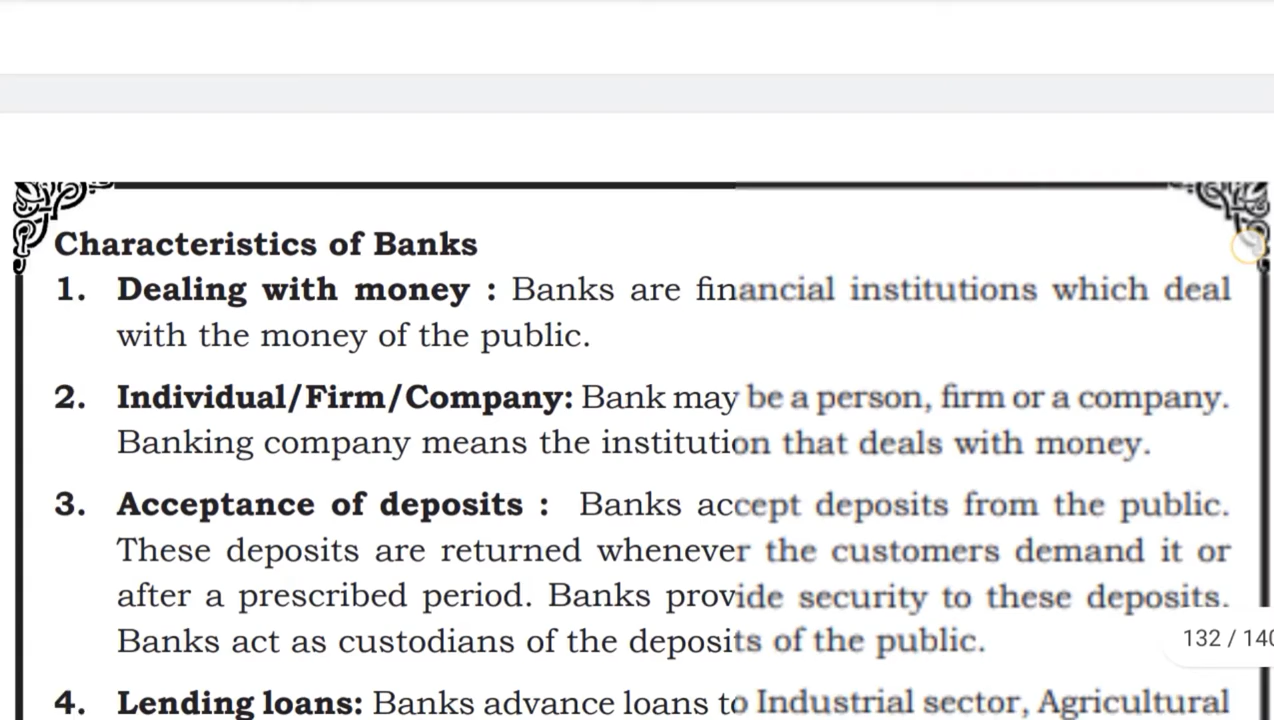 Characteristics of Banks
1. Dealing with money : Banks are financial institutions which deal
with the money of the public.
2. Individual/Firm/Company: Bank may be a person, firm or a company.
Banking company means the institution that deals with money.
3. Acceptance of deposits : Banks accept deposits from the public.
These deposits are returned whenever the customers demand it or
after a prescribed period. Banks provide security to these deposits.
Banks act as custodians of the deposits of the public.
132 / 140
4. Lending loans: Banks advance loans to Industrial sector, Agricultural